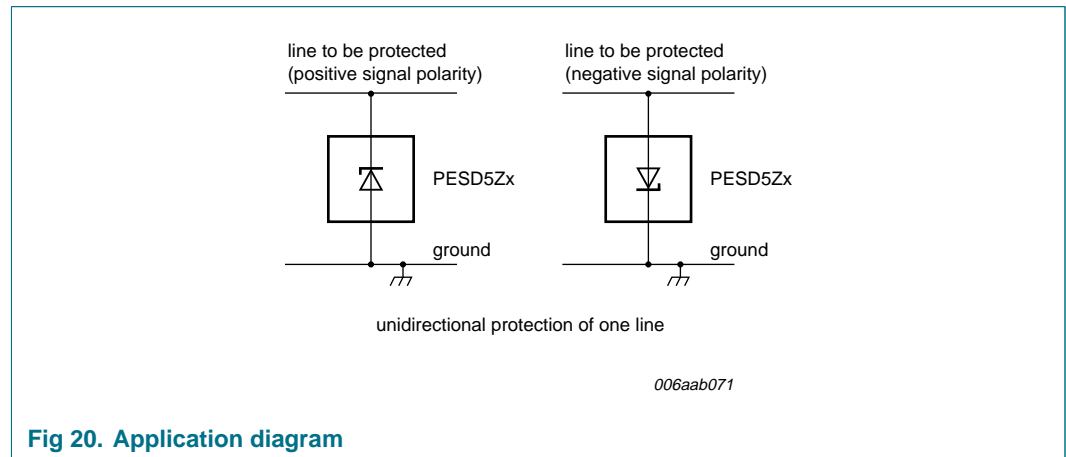 line to be protected
(positive signal polarity)
PESD5Zx
ground
line to be protected
(negative signal polarity)
PESD5Zx
ground
unidirectional protection of one line
006aab071
Fig 20. Application diagram